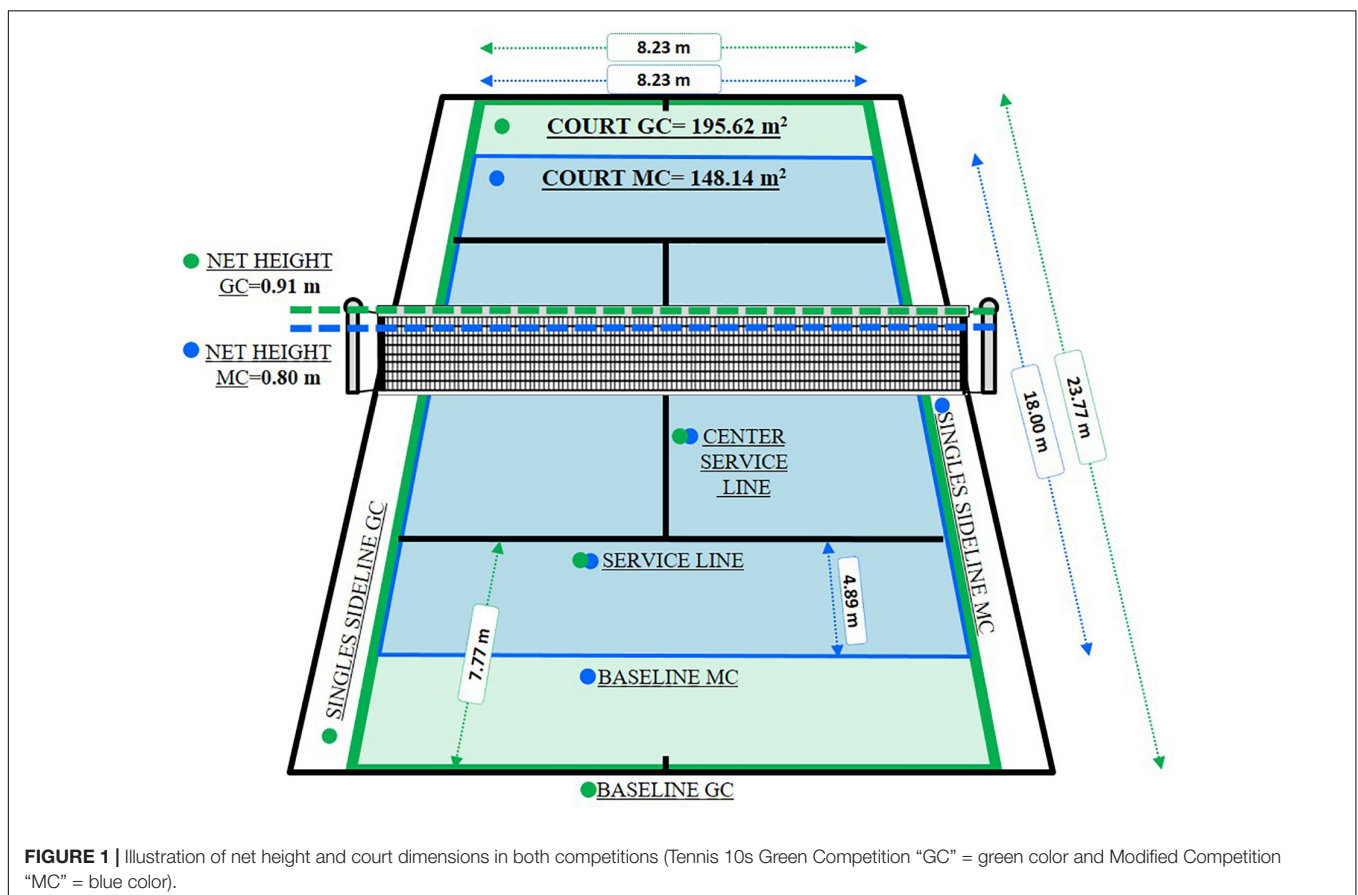 8.23 m
8.23 m
COURT GC= 195.62 m²
COURT MC= 148.14 m²
NET HEIGHT
GC=0.91 m
NET HEIGHT
MC=0.80 m
18.00 m
23.77 m
CENTER
SERVICE
LINE
SINGLES SIDELINE MC
SINGLES SIDELINE GC
SERVICE LINE
4.89 m
7.77 m
BASELINE MC
BASELINE GC
FIGURE 1 | Illustration of net height and court dimensions in both competitions (Tennis 10s Green Competition “GC” = green color and Modified Competition
“MC” = blue color).